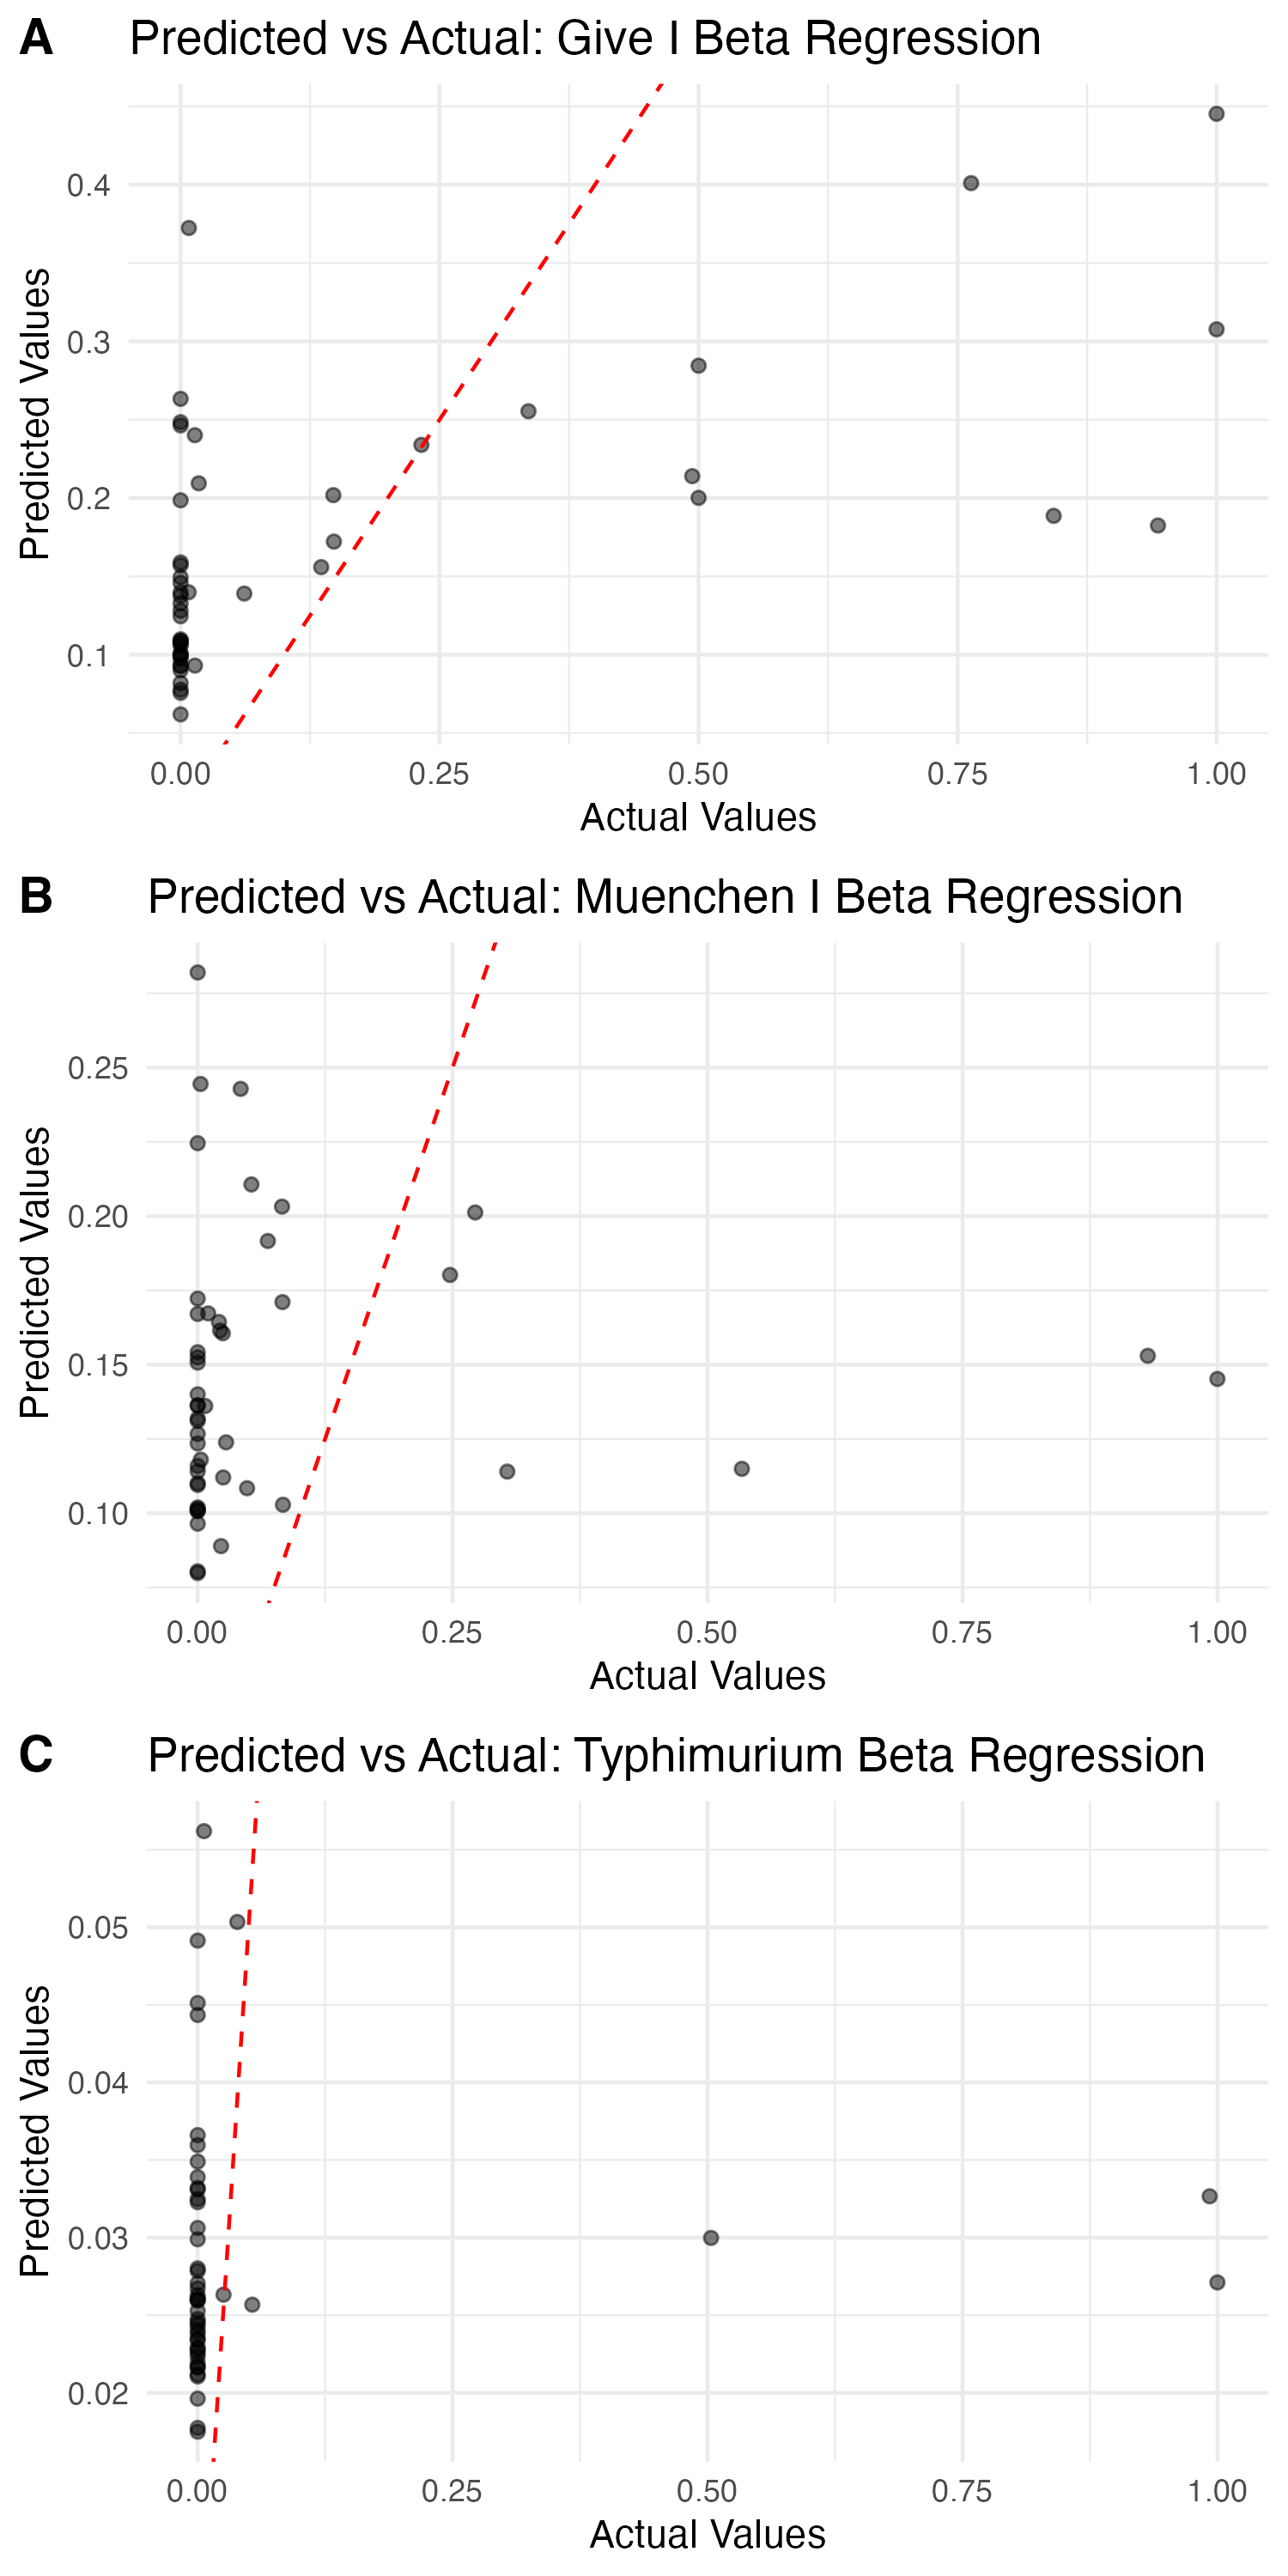 A
Predicted vs Actual: Give I Beta Regression
Predicted Values
0.4
0.3
0.2
0.1
0.00 0.25 0.50 0.75 1.00
Actual Values
B
Predicted vs Actual: Muenchen I Beta Regression
Predicted Values
0.25
0.20
0.15
0.10
0.00 0.25 0.50 0.75 1.00
Actual Values
C
Predicted vs Actual: Typhimurium Beta Regression
Predicted Values
0.05
0.04
0.03
0.02
0.00 0.25 0.50 0.75 1.00
Actual Values